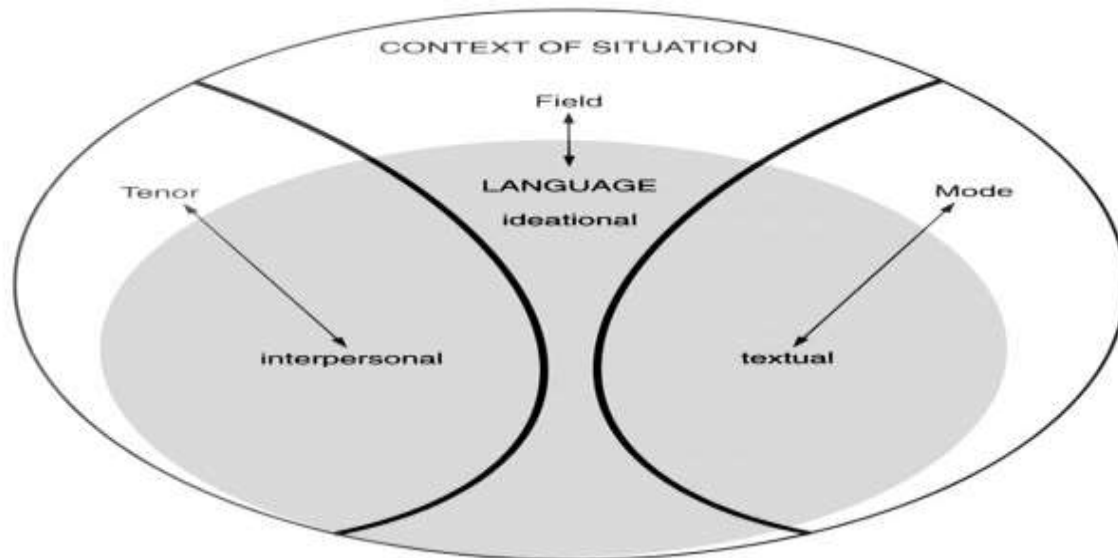 CONTEXT OF SITUATION
Field
Tenor
LANGUAGE
Mode
ideational
interpersonal
textual